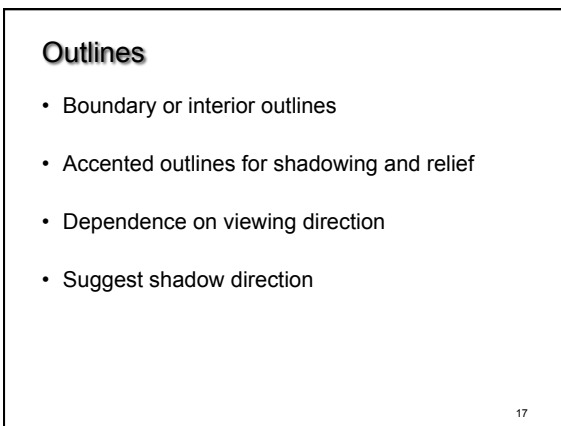 Outlines
• Boundary or interior outlines
• Accented outlines for shadowing and relief
• Dependence on viewing direction
• Suggest shadow direction
17